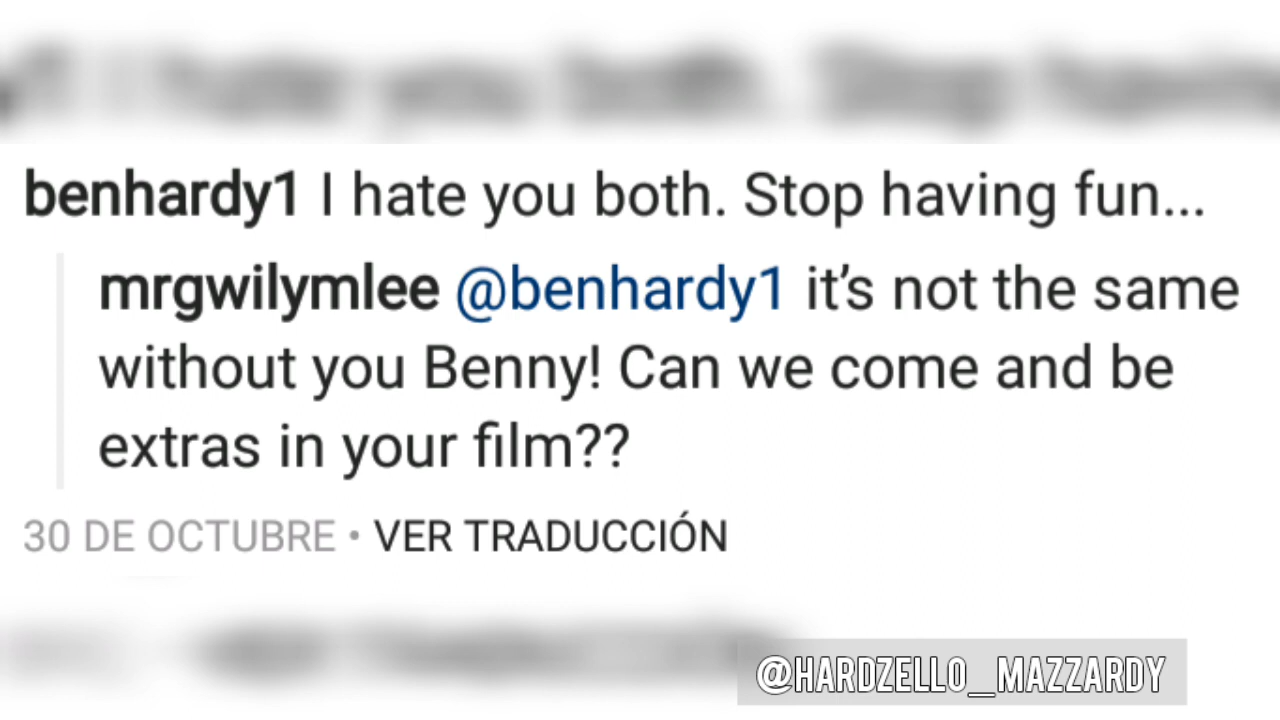 benhardy1 I hate you both. Stop having fun...
mrgwilymlee @benhardy1 it’s not the same
without you Benny! Can we come and be
extras in your film??
30 DE OCTUBRE • VER TRADUCCIÓN
@HARDZELLO_MAZZARDY